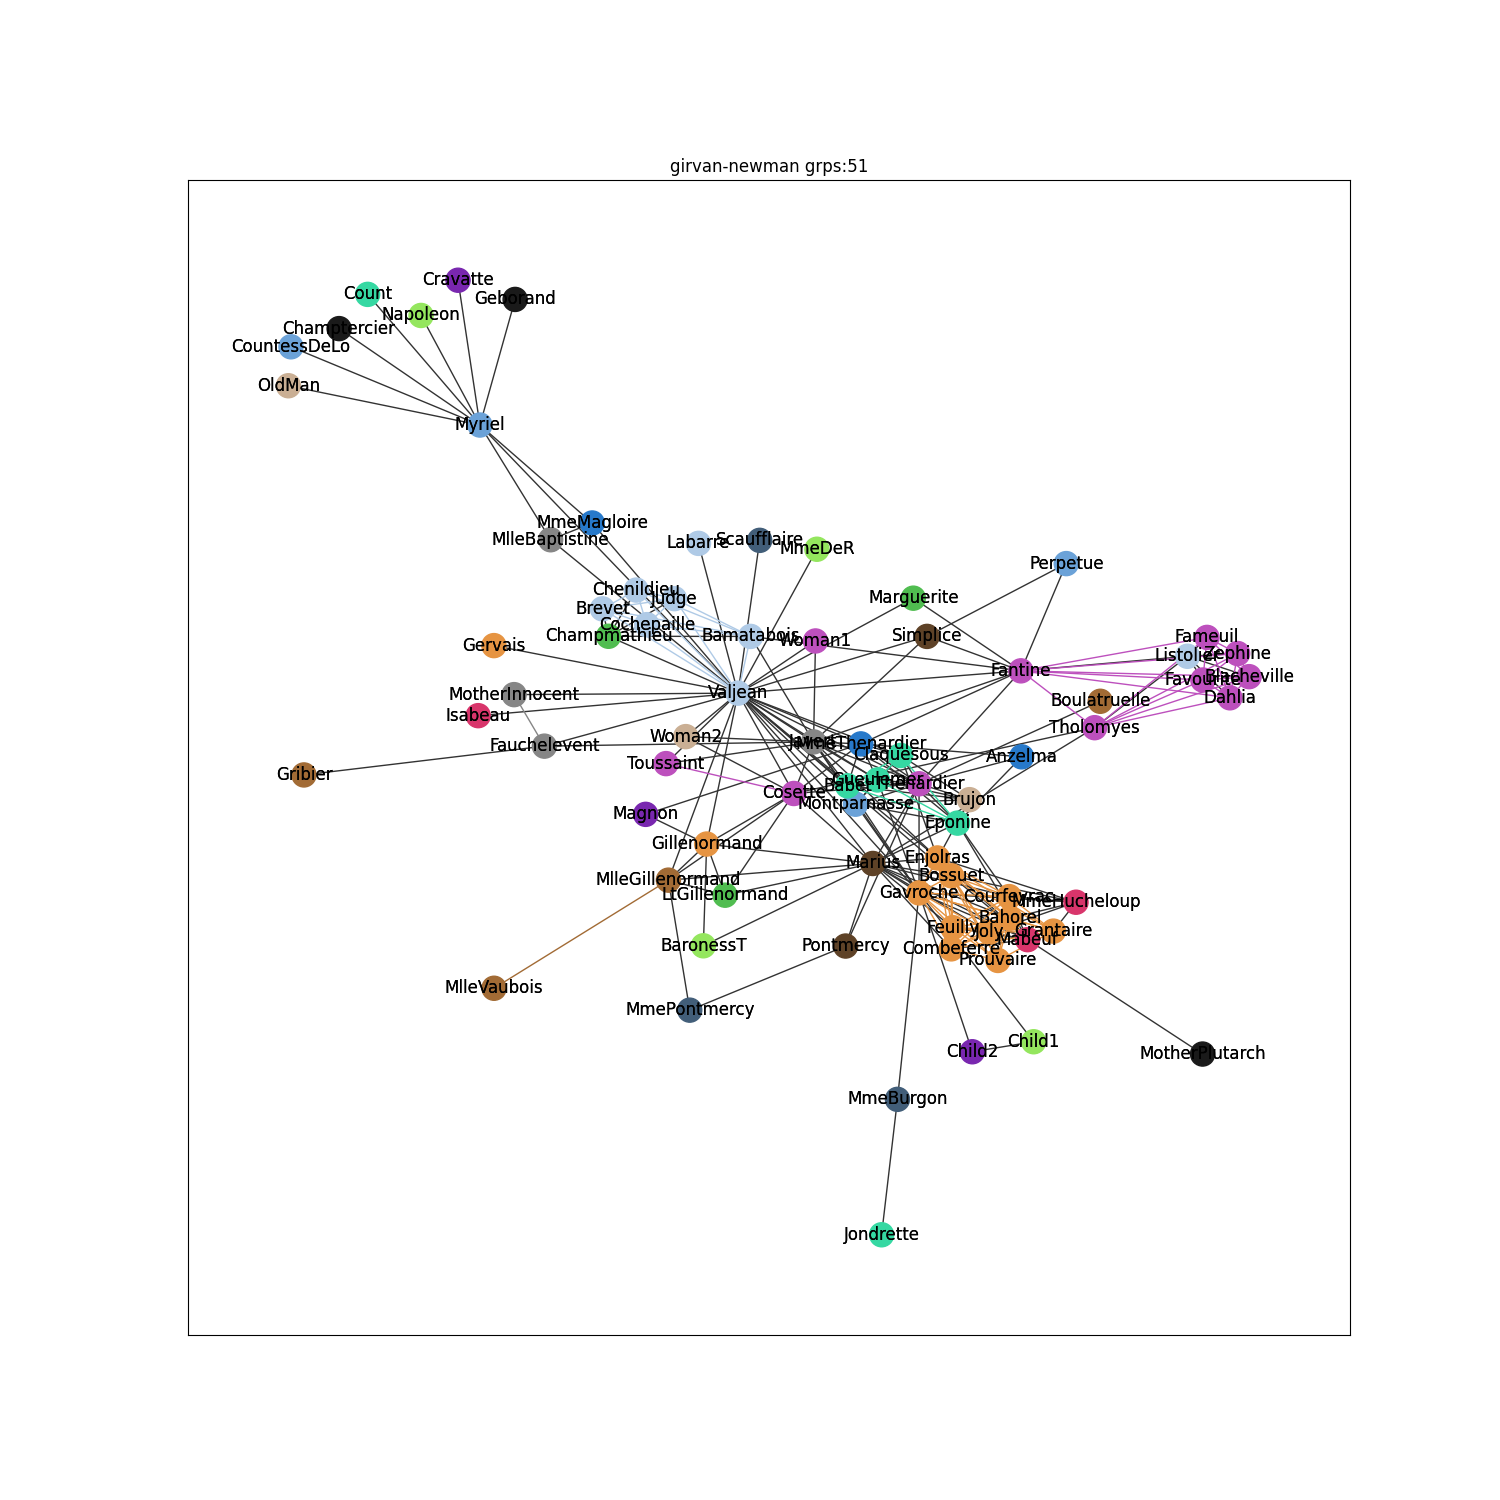 girvan-newman grps:51
Cravatte
Count
Geborand
Napoleon
Champtercier
CountessDeLo
OldMan
Myriel
MmeMagloire
MlleBaptistine
Labarre
Scaufflaire
MmeDeR
Perpetue
Chenildieu
Judge
Marguerite
Brevet
Cochepaille
Champmathieu
Bamatabois
Woman1
Simplice
Fameuil
Gervais
Zephine
Listolier
Fantine
Blacheville
Favourite
Valjean
MotherInnocent
Dahlia
Boulatruelle
Isabeau
Tholomyes
Woman2
Javert
MmeThenardier
Fauchelevent
Claquesous
Anzelma
Toussaint
Gribier
Gueulemer
Babet
Thenardier
Cosette
Brujon
Montparnasse
Magnon
Eponine
Gillenormand
Enjolras
Marius
Bossuet
MlleGillenormand
LtGillenormand
Gavroche
Courfeyrac
MmeHucheloup
Bahorel
Feuilly
Joly
Grantaire
Mabeuf
BaronessT
Pontmercy
Combeferre
Prouvaire
MlleVaubois
MmePontmercy
Child1
Child2
MotherPlutarch
MmeBurgon
Jondrette